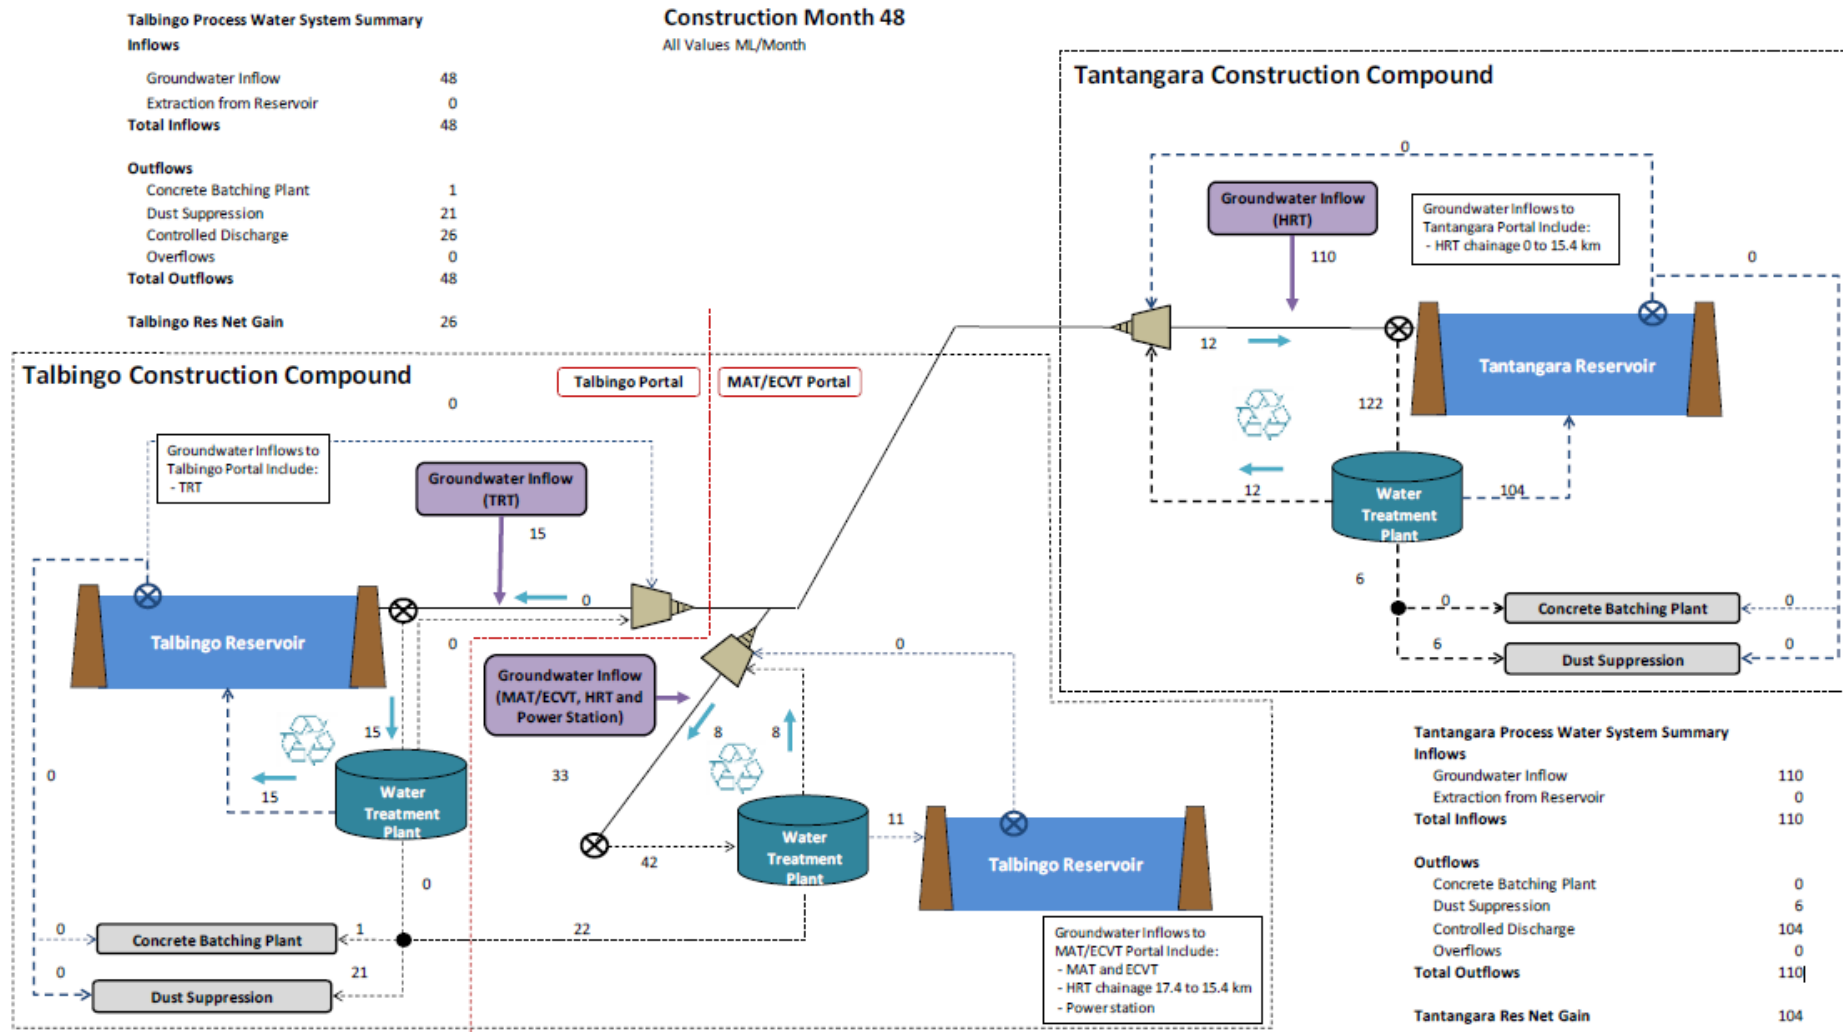 Talbingo Process Water System Summary
Inflows
Groundwater Inflow 48
Extraction from Reservoir 0
Total Inflows 48
Outflows
Concrete Batching Plant 1
Dust Suppression 21
Controlled Discharge 26
Overflows 0
Total Outflows 48
Talbingo Res Net Gain 26
Construction Month 48
All Values ML/Month
Tantangara Construction Compound
0
Groundwater Inflow
(HRT)
110
Groundwater Inflows to
Tantangara Portal Include:
- HRT chainage 0 to 15.4 km
0
12
Tantangara Reservoir
122
12
Water
Treatment
Plant
104
6
0
Concrete Batching Plant
0
6
Dust Suppression
0
Talbingo Construction Compound
Talbingo Portal
MAT/ECVT Portal
0
Groundwater Inflows to
Talbingo Portal Include:
- TRT
Groundwater Inflow
(TRT)
15
0
Talbingo Reservoir
0
Groundwater Inflow
(MAT/ECVT, HRT and
Power Station)
0
15
8
8
0
15
33
Water
Treatment
Plant
42
Water
Treatment
Plant
11
Talbingo Reservoir
0
0
Concrete Batching Plant
1
22
0
Dust Suppression
21
Groundwater Inflows to
MAT/ECVT Portal Include:
- MAT and ECVT
- HRT chainage 17.4 to 15.4 km
- Power station
Tantangara Process Water System Summary
Inflows
Groundwater Inflow 110
Extraction from Reservoir 0
Total Inflows 110
Outflows
Concrete Batching Plant 0
Dust Suppression 6
Controlled Discharge 104
Overflows 0
Total Outflows 110
Tantangara Res Net Gain 104